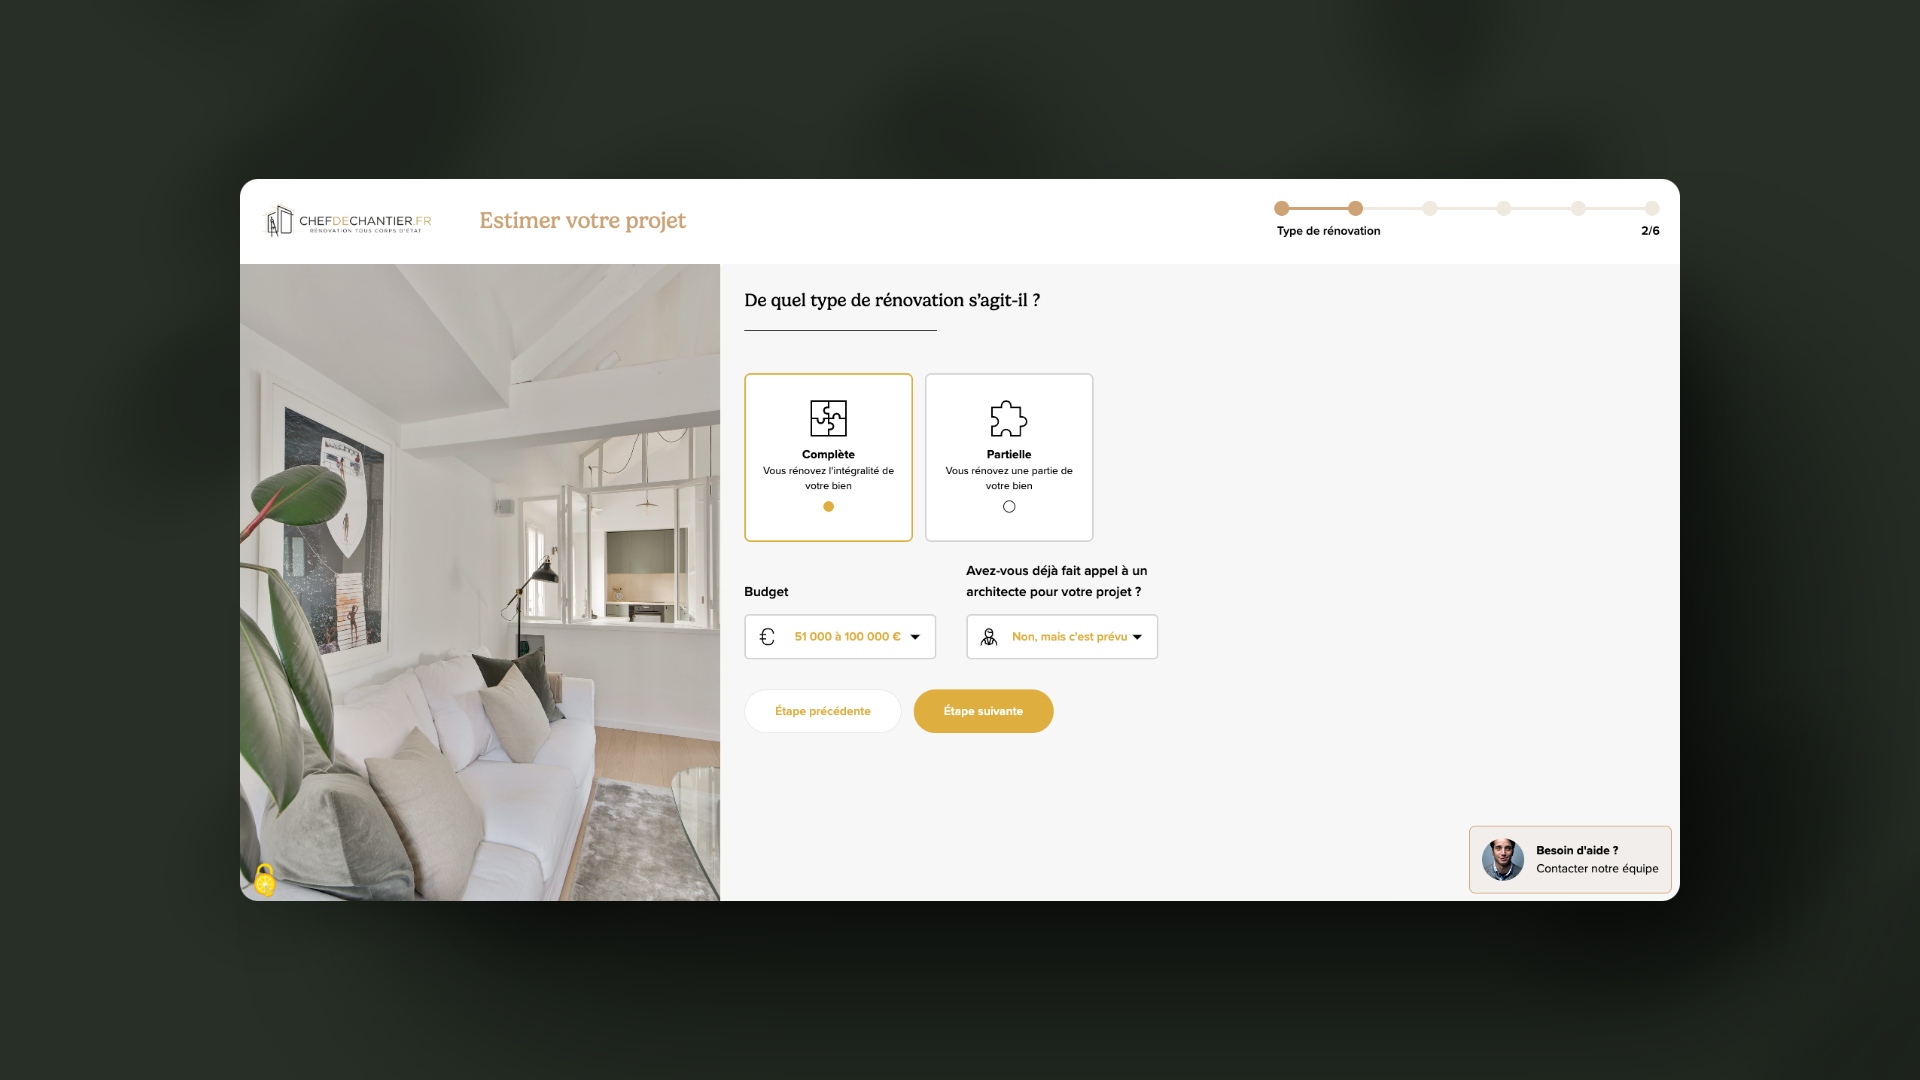 CHEFDECHANTIER.FR
RÉNOVATION TOUS CORPS D'ÉTAT
Estimer votre projet
Type de rénovation
2/6
De quel type de rénovation s’agit-il ?
Complète
Vous rénovez l'intégralité de
votre bien
Partielle
Vous rénovez une partie de
votre bien
Budget
51 000 à 100 000 €
Avez-vous déjà fait appel à un
architecte pour votre projet ?
Non, mais c'est prévu
Étape précédente
Étape suivante
Besoin d'aide ?
Contacter notre équipe